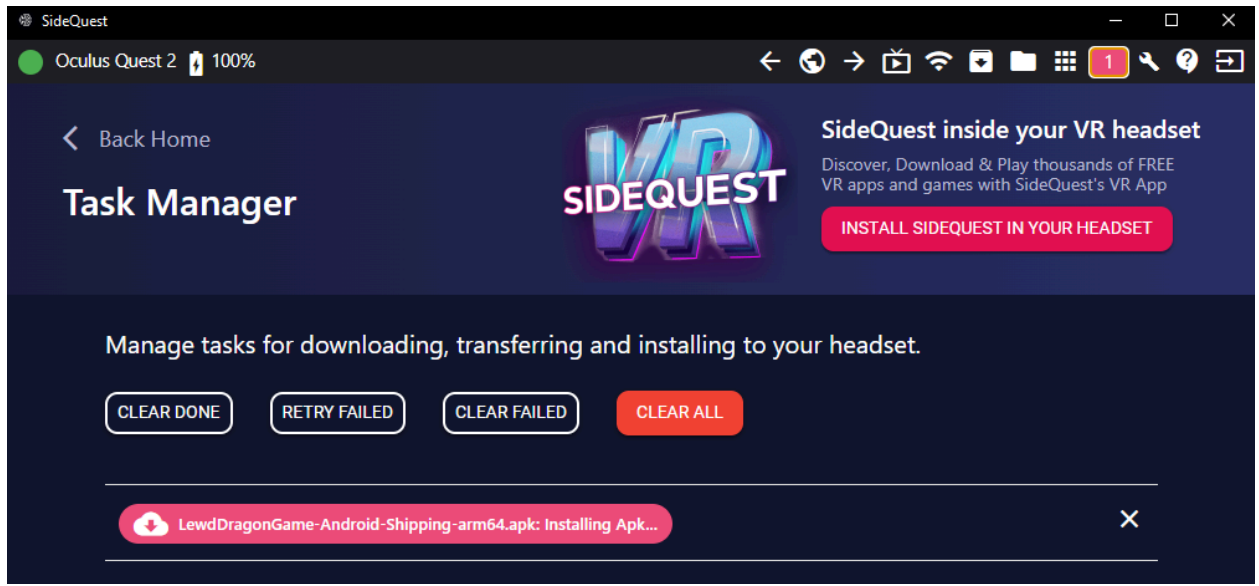 SideQuest
Oculus Quest 2 100%
1
Back Home
Task Manager
VR
SIDEQUEST
SideQuest inside your VR headset
Discover, Download & Play thousands of FREE
VR apps and games with SideQuest's VR App
INSTALL SIDEQUEST IN YOUR HEADSET
Manage tasks for downloading, transferring and installing to your headset.
CLEAR DONE RETRY FAILED CLEAR FAILED CLEAR ALL
LewdDragonGame-Android-Shipping-arm64.apk: Installing Apk...